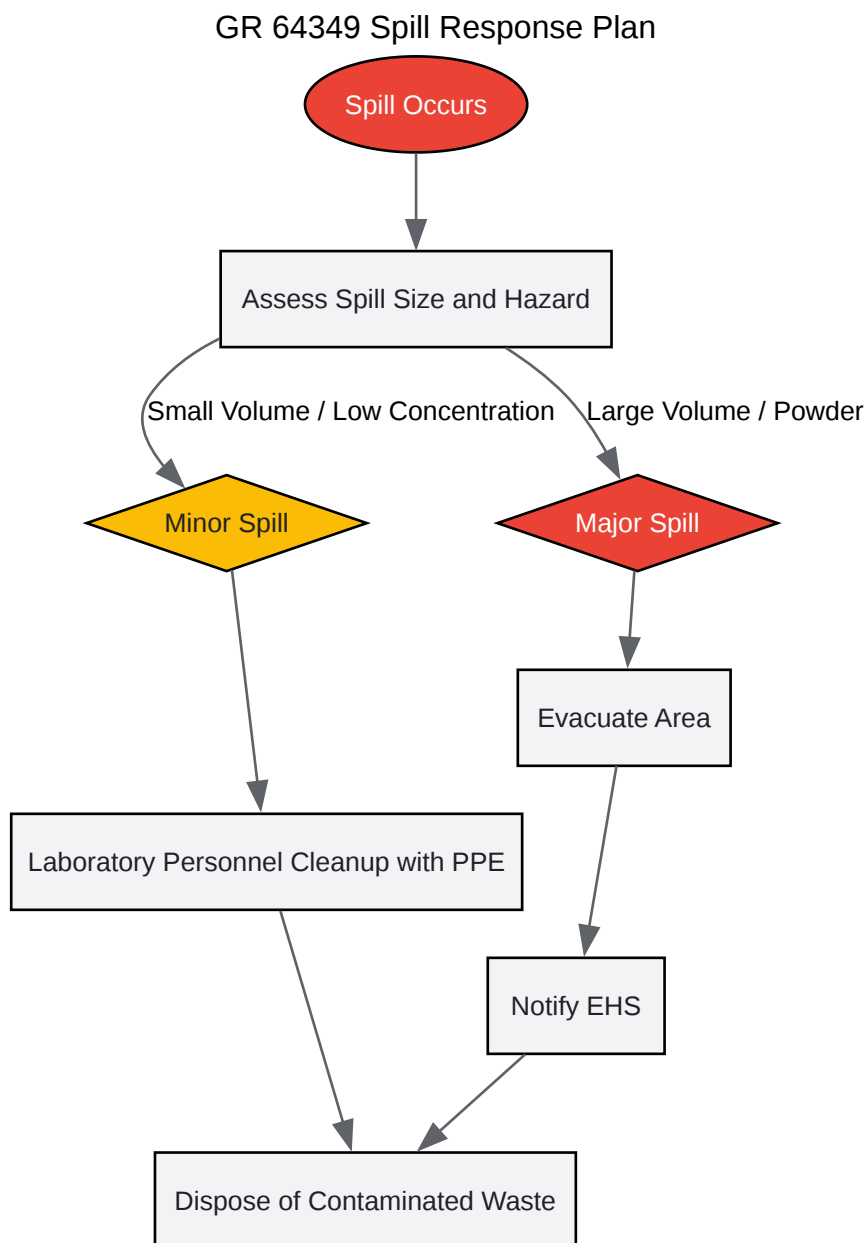 GR 64349 Spill Response Plan
Spill Occurs
Assess Spill Size and Hazard
Small Volume / Low Concentration
Large Volume / Powder
Minor Spill
Major Spill
Evacuate Area
Laboratory Personnel Cleanup with PPE
Notify EHS
Dispose of Contaminated Waste